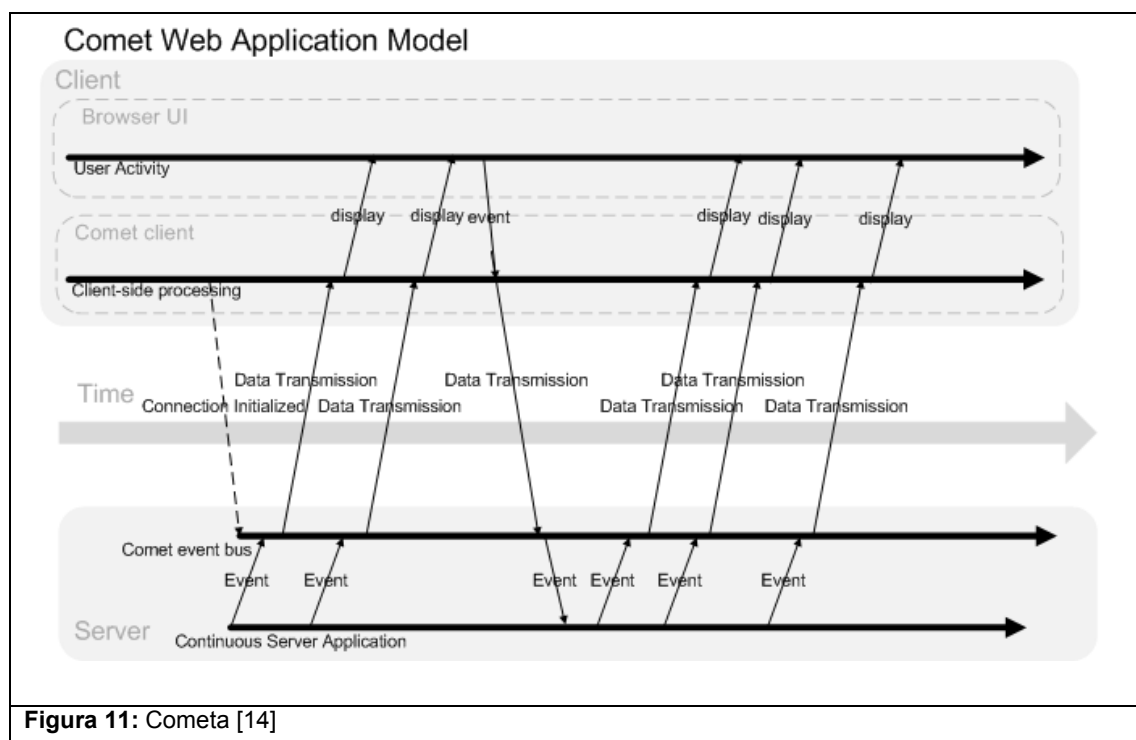 Comet Web Application Model
Client
Browser UI
User Activity
display
display
event
display
display
display
Comet client
Client-side processing
Data Transmission
Data Transmission
Data Transmission
Time
Connection Initialized
Data Transmission
Data Transmission
Data Transmission
Comet event bus
Event
Event
Event
Event
Event
Event
Server
Continuous Server Application
Figura 11: Cometa [14]